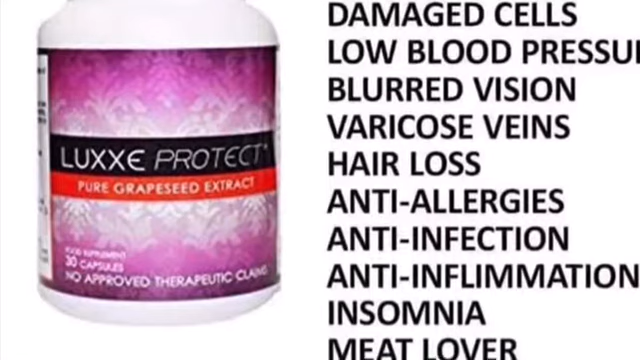 LUXXE PROTECT
PURE GRAPESEED EXTRACT
FOOD SUPPLEMENT
30 CAPSULES
NO APPROVED THERAPEUTIC CLAIMS
DAMAGED CELLS
LOW BLOOD PRESSU
BLURRED VISION
VARICOSE VEINS
HAIR LOSS
ANTI-ALLERGIES
ANTI-INFECTION
ANTI-INFLIMMATION
INSOMNIA
MEAT LOVER